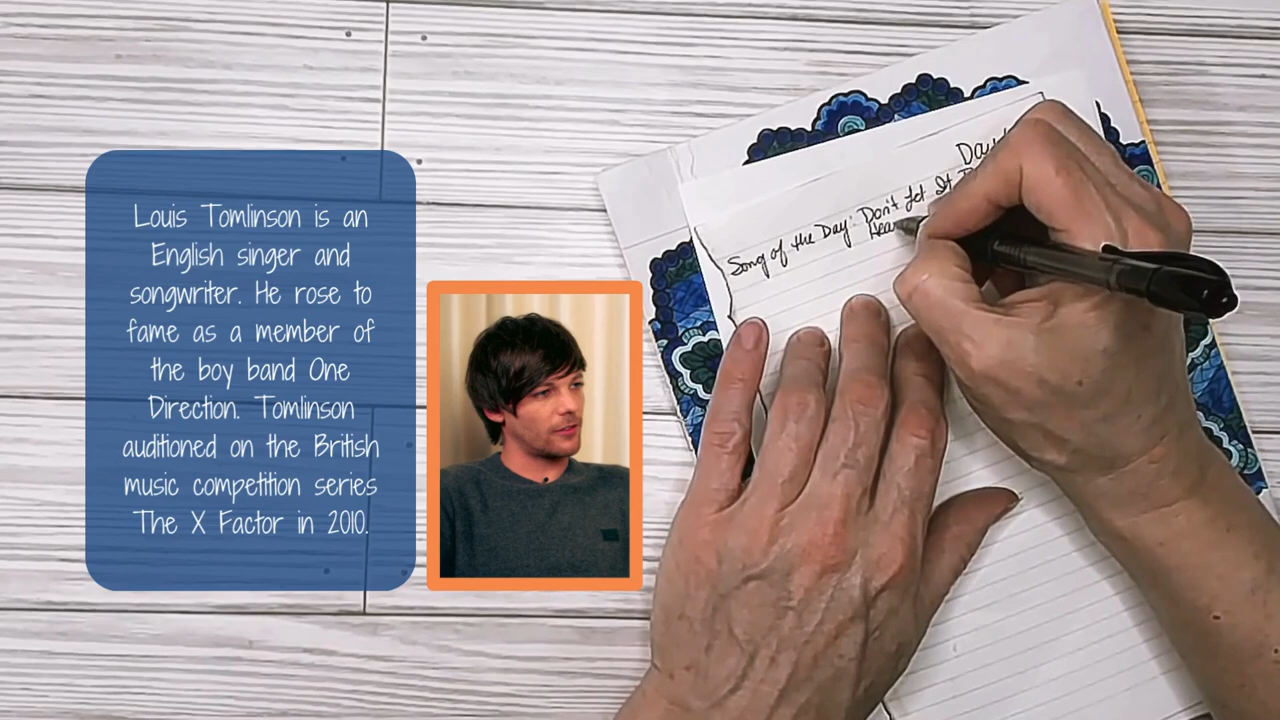 Louis Tomlinson is an
English singer and
songwriter. He rose to
fame as a member of
the boy band One
Direction. Tomlinson
auditioned on the British
music competition series
The X Factor in 2010.
Song of the Day: Don't Let It